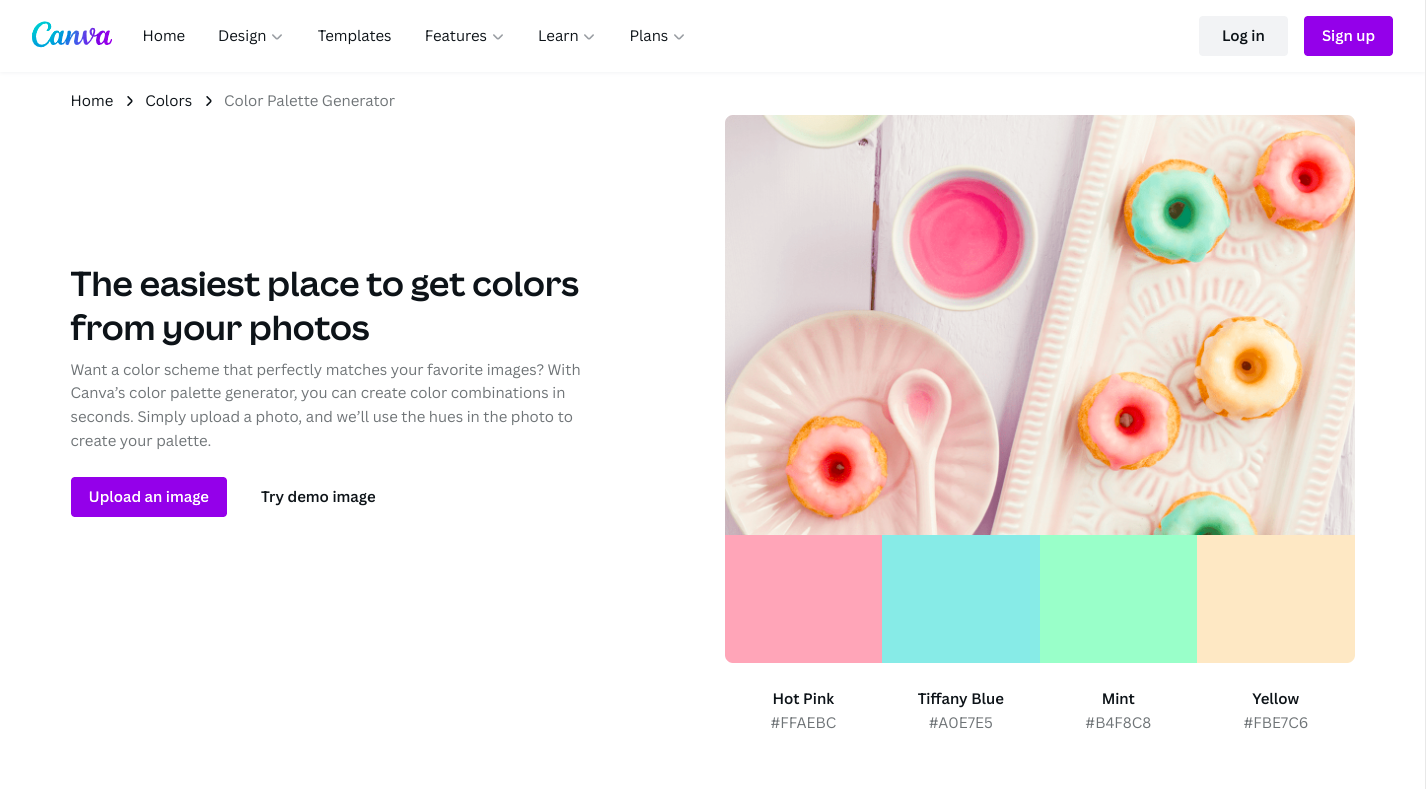 Canva Home Design Templates Features Learn Plans Log in Sign up
Home Colors Color Palette Generator
The easiest place to get colors
from your photos
Want a color scheme that perfectly matches your favorite images? With
Canva’s color palette generator, you can create color combinations in
seconds. Simply upload a photo, and we’ll use the hues in the photo to
create your palette.
Upload an image Try demo image
Hot Pink Tiffany Blue Mint Yellow
#FFAEBC #A0E7E5 #B4F8C8 #FBE7C6